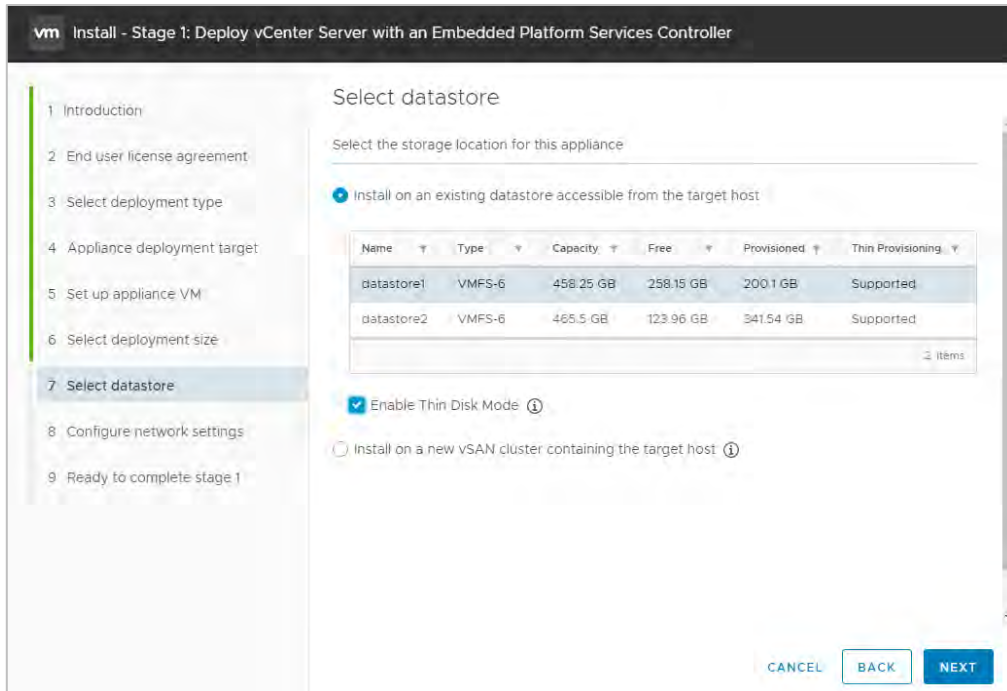 vm Install - Stage 1: Deploy vCenter Server with an Embedded Platform Services Controller
1 Introduction
2 End user license agreement
3 Select deployment type
4 Appliance deployment target
5 Set up appliance VM
6 Select deployment size
7 Select datastore
8 Configure network settings
9 Ready to complete stage 1
Select datastore
Select the storage location for this appliance
Install on an existing datastore accessible from the target host
Name Type Capacity Free Provisioned Thin Provisioning
datastore1 VMFS-6 458.25 GB 258.15 GB 200.1 GB Supported
datastore2 VMFS-6 465.5 GB 123.96 GB 341.54 GB Supported
2 items
Enable Thin Disk Mode
Install on a new vSAN cluster containing the target host
CANCEL BACK NEXT